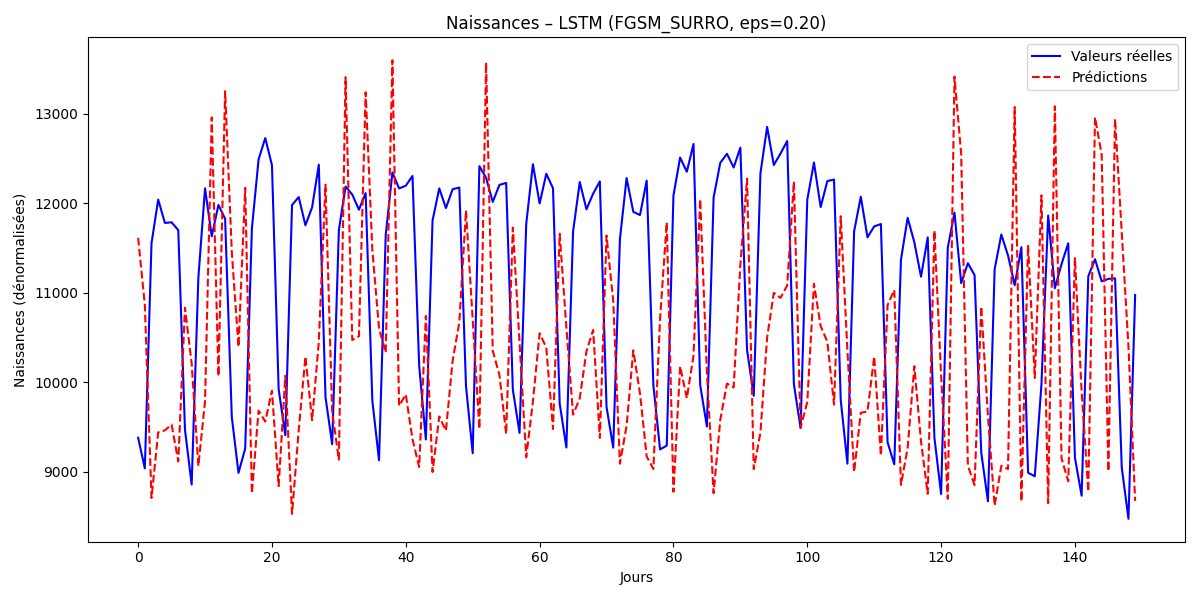 Naissances – LSTM (FGSM_SURRO, eps=0.20)
Valeurs réelles
Prédictions
Naissances (dénormalisées)
13000
12000
11000
10000
9000
0 20 40 60 80 100 120 140
Jours